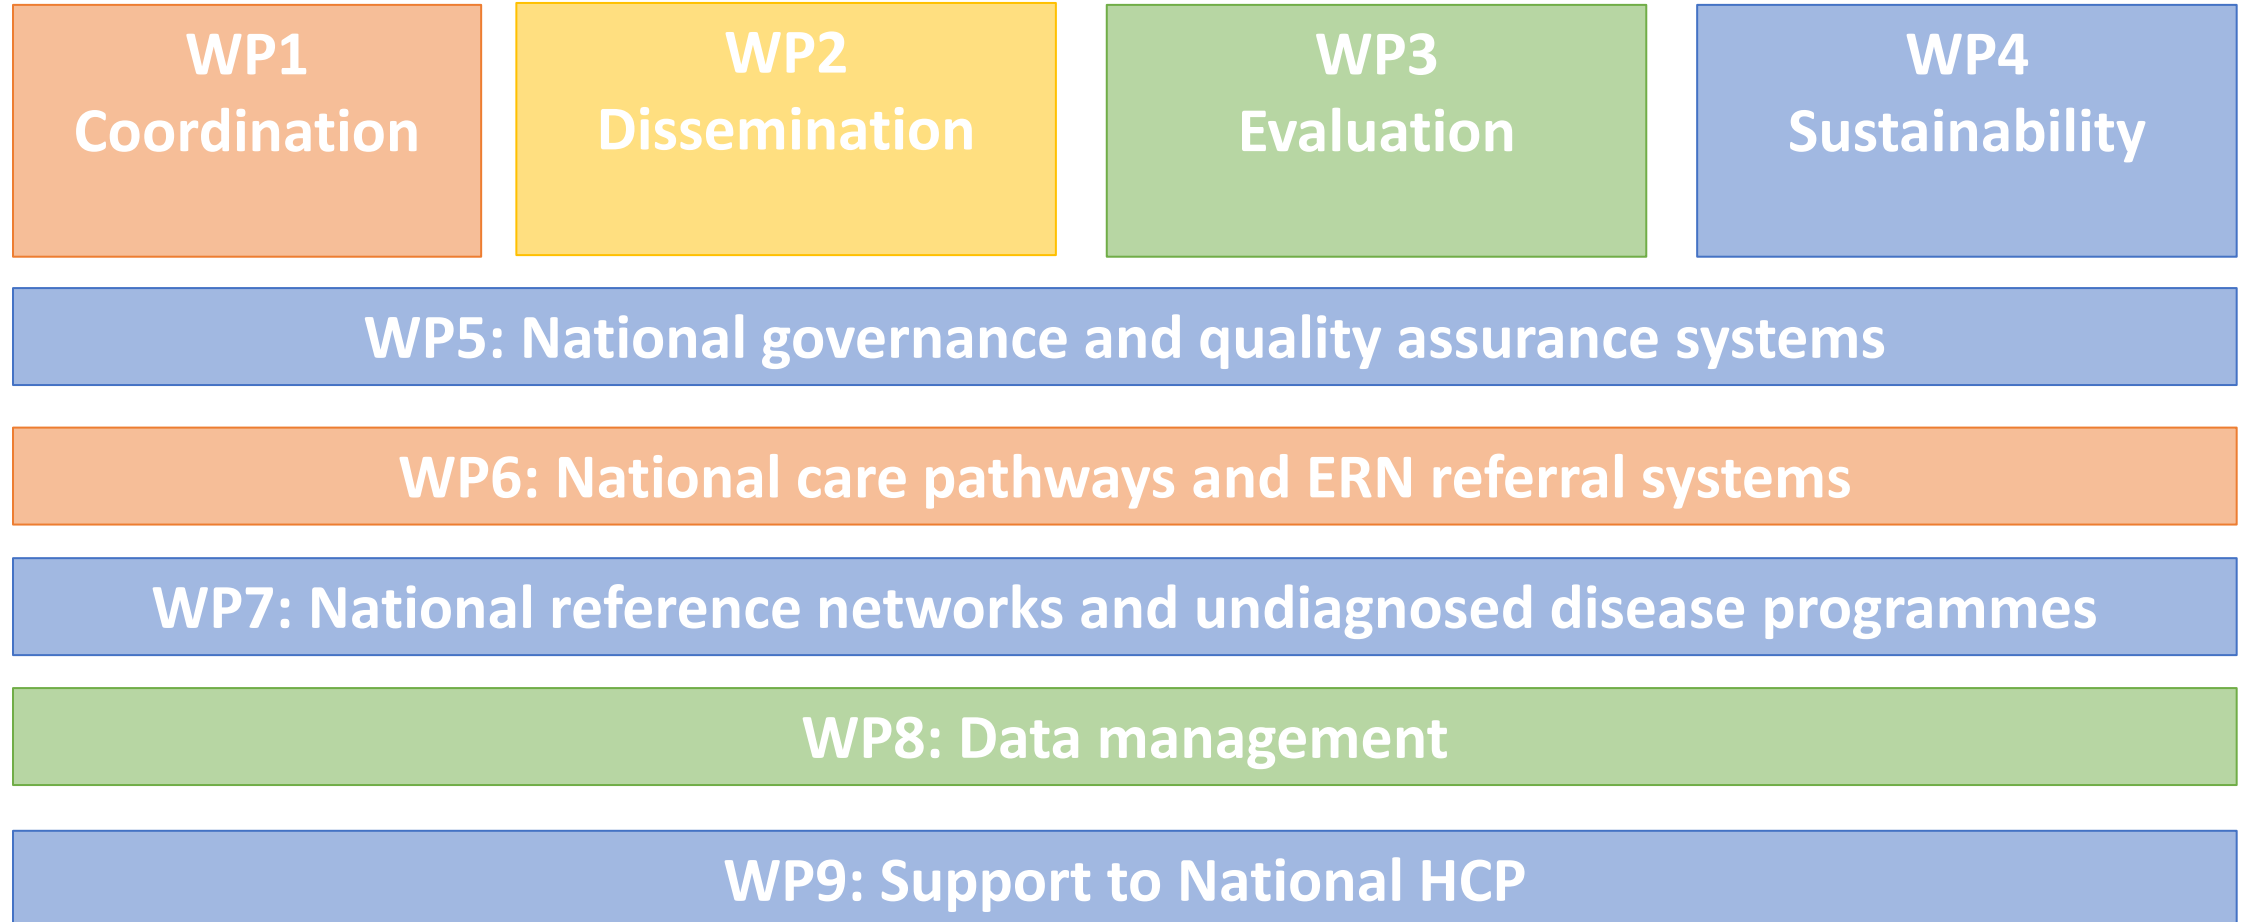 WP1
Coordination
WP2
Dissemination
WP3
Evaluation
WP4
Sustainability
WP5: National governance and quality assurance systems
WP6: National care pathways and ERN referral systems
WP7: National reference networks and undiagnosed disease programmes
WP8: Data management
WP9: Support to National HCP